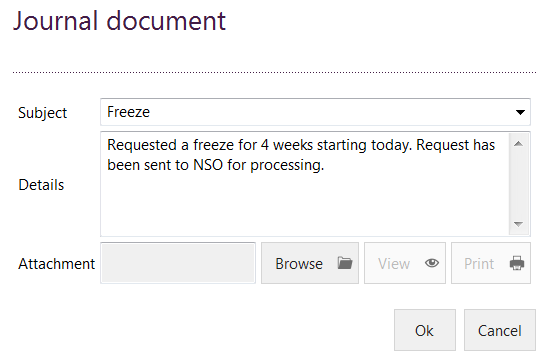 Journal document
Subject
Freeze
Details
Requested a freeze for 4 weeks starting today. Request has
been sent to NSO for processing.
Attachment
Browse
View
Print
Ok
Cancel